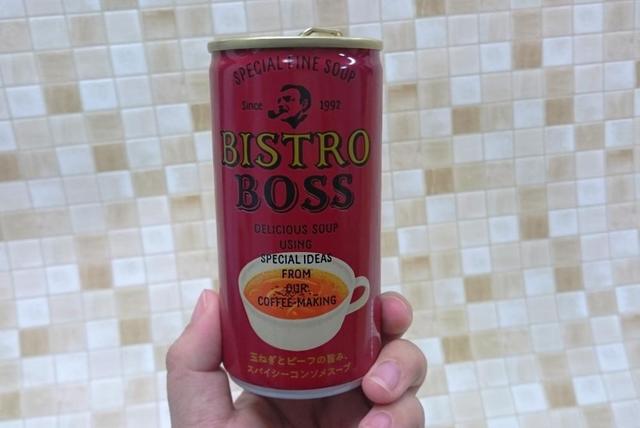 SPECIAL FINE SOUP
Since 1992
BISTRO
BOSS
DELICIOUS SOUP
USING
SPECIAL IDEAS
FROM
OUR
COFFEE-MAKING
玉ねぎとビーフの旨み、
スパイシーコンソメスープ